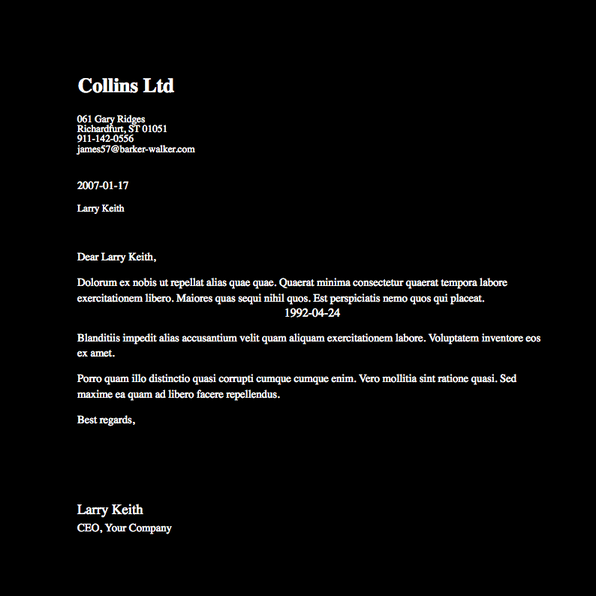 Collins Ltd
061 Gary Ridges
Richardfurt, ST 01051
911-142-0556
james57@barker-walker.com
2007-01-17
Larry Keith
Dear Larry Keith,
Dolorum ex nobis ut repellat alias quae quae. Quaerat minima consectetur quaerat tempora labore
exercitationem libero. Maiores quas sequi nihil quos. Est perspiciatis nemo quos qui placeat.
1992-04-24
Blanditiis impedit alias accusantium velit quam aliquam exercitationem labore. Voluptatem inventore eos
ex amet.
Porro quam illo distinctio quasi corrupti cumque cumque enim. Vero mollitia sint ratione quasi. Sed
maxime ea quam ad libero facere repellendus.
Best regards,
Larry Keith
CEO, Your Company